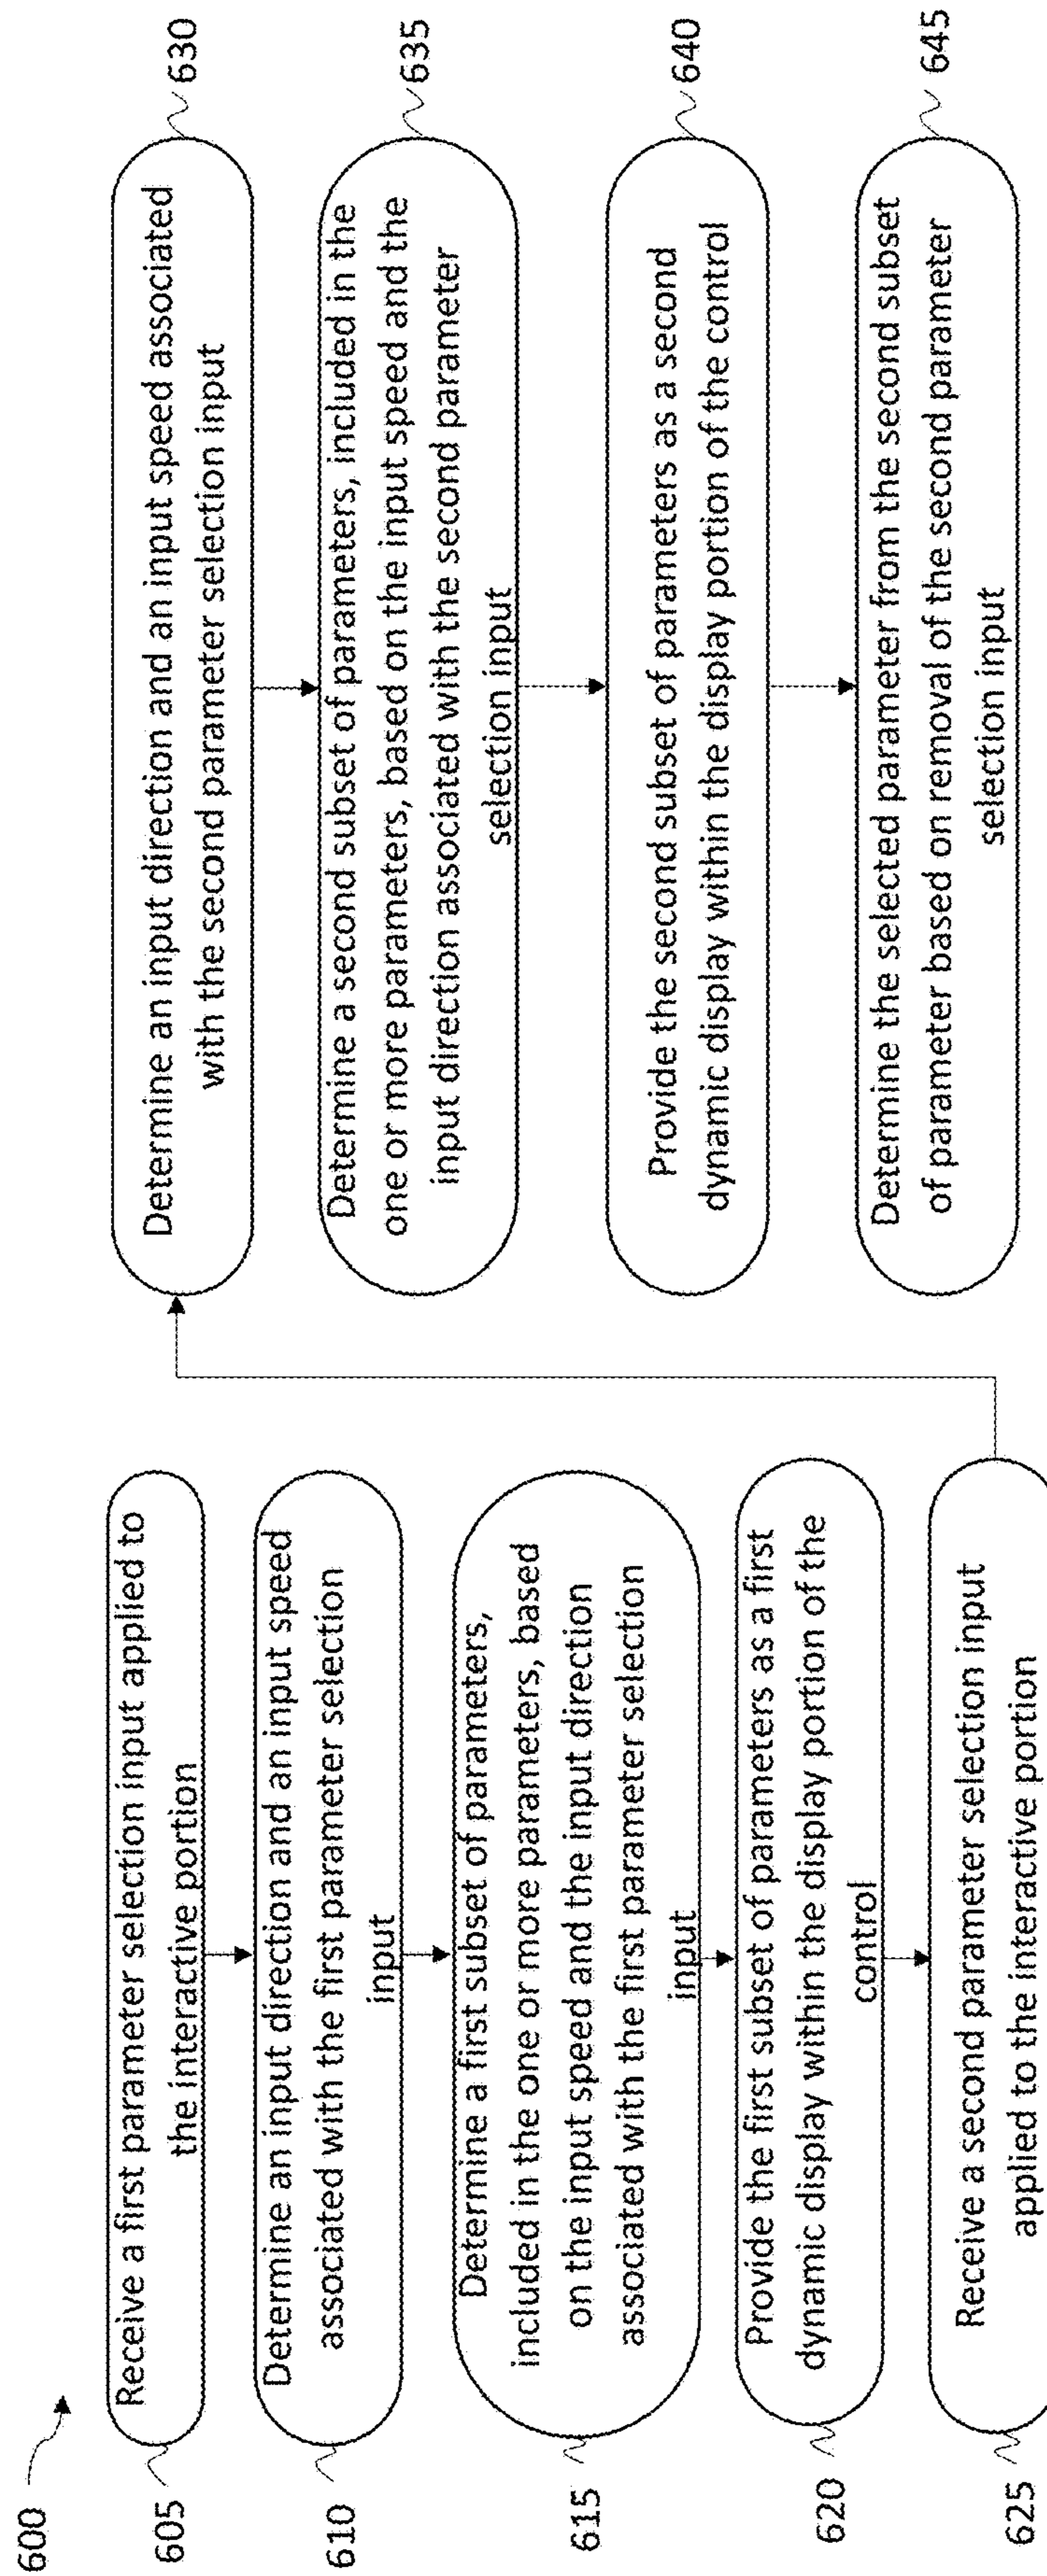 600
605
Receive a first parameter selection input applied to
the interactive portion
610
Determine an input direction and an input speed
associated with the first parameter selection
input
615
Determine a first subset of parameters,
included in the one or more parameters, based
on the input speed and the input direction
associated with the first parameter selection
input
620
Provide the first subset of parameters as a first
dynamic display within the display portion of the
control
625
Receive a second parameter selection input
applied to the interactive portion
630
Determine an input direction and an input speed associated
with the second parameter selection input
635
Determine a second subset of parameters, included in the
one or more parameters, based on the input speed and the
input direction associated with the second parameter
selection input
640
Provide the second subset of parameters as a second
dynamic display within the display portion of the control
645
Determine the selected parameter from the second subset
of parameter based on removal of the second parameter
selection input